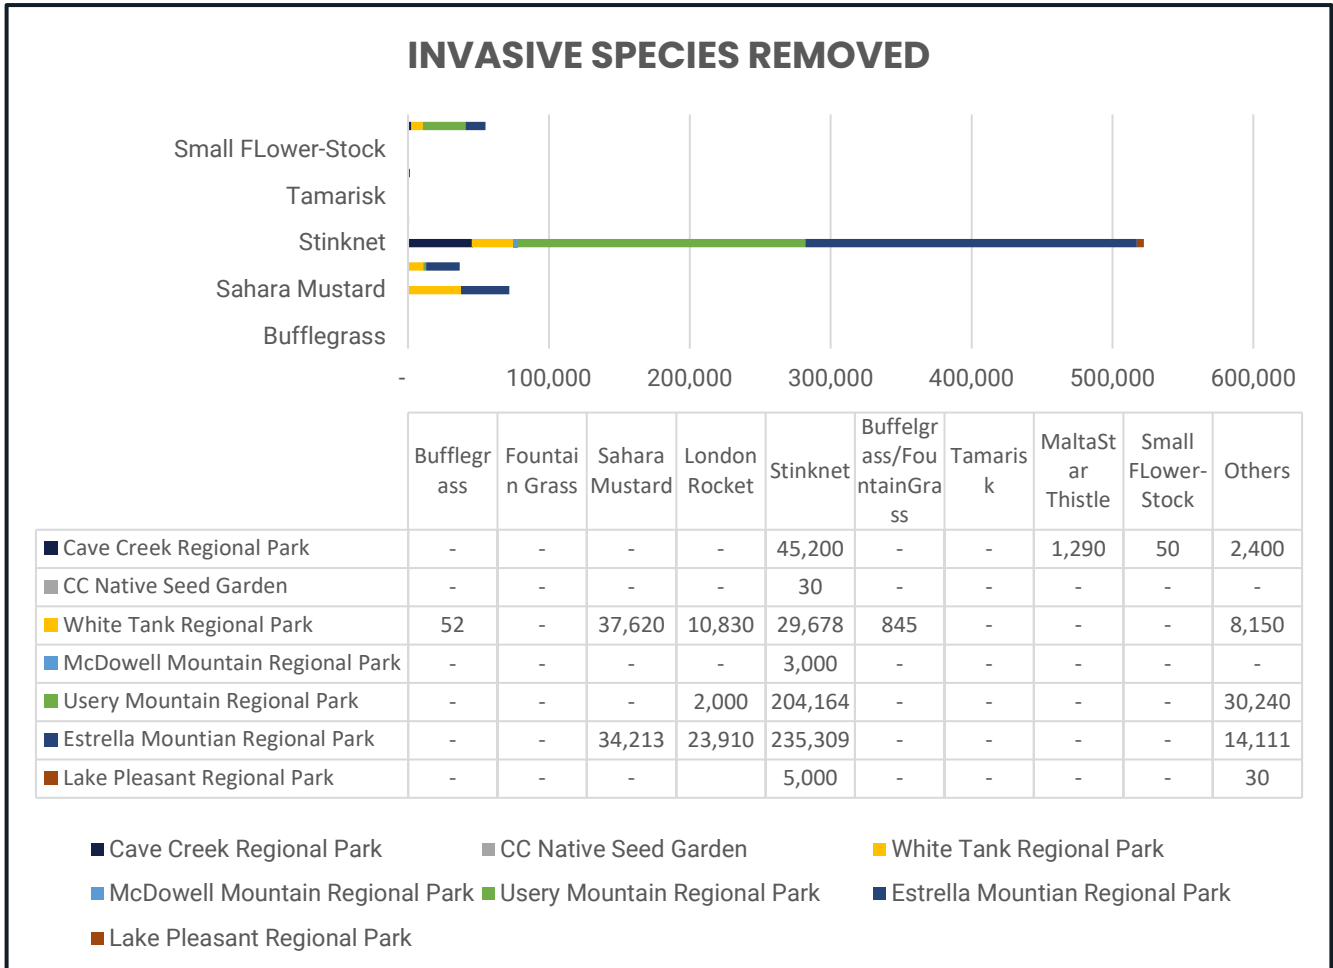 INVASIVE SPECIES REMOVED
Small FLower-Stock
Tamarisk
Stinknet
Sahara Mustard
Bufflegrass
- 100,000 200,000 300,000 400,000 500,000 600,000
Bufflegr
ass
Fountai
n Grass
Sahara
Mustard
London
Rocket
Stinknet
Buffelgr
ass/Fou
ntainGra
ss
Tamaris
k
MaltaSt
ar
Thistle
Small
FLower-
Stock
Others
Cave Creek Regional Park - - - - 45,200 - - 1,290 50 2,400
CC Native Seed Garden - - - - 30 - - - - -
White Tank Regional Park 52 - 37,620 10,830 29,678 845 - - - 8,150
McDowell Mountain Regional Park - - - - 3,000 - - - - -
Usery Mountain Regional Park - - - 2,000 204,164 - - - - 30,240
Estrella Mountian Regional Park - - 34,213 23,910 235,309 - - - - 14,111
Lake Pleasant Regional Park - - - 5,000 - - - - 30
Cave Creek Regional Park CC Native Seed Garden White Tank Regional Park
McDowell Mountain Regional Park Usery Mountain Regional Park Estrella Mountian Regional Park
Lake Pleasant Regional Park